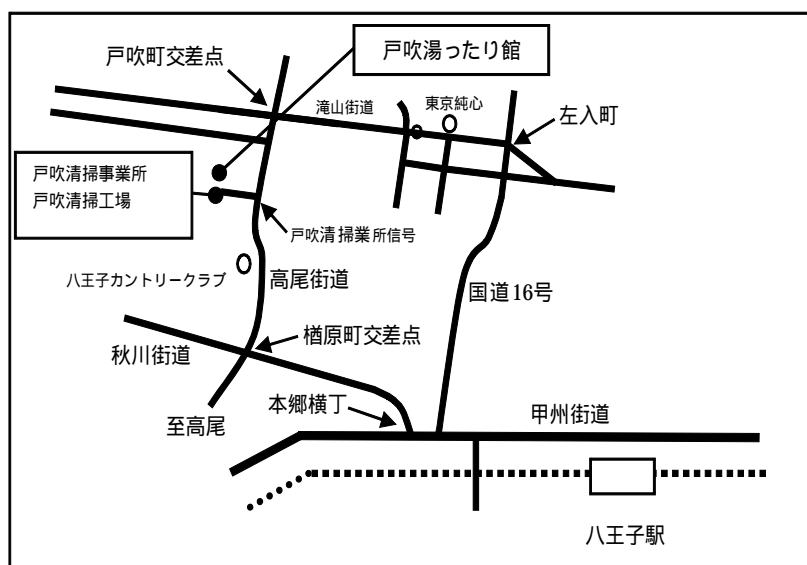 戸吹湯ったり館
戸吹町交差点
滝山街道
東京純心
左入町
戸吹清掃事業所
戸吹清掃工場
戸吹清掃業所信号
八王子カントリークラブ
高尾街道
国道16号
楢原町交差点
秋川街道
本郷横丁
甲州街道
至高尾
八王子駅